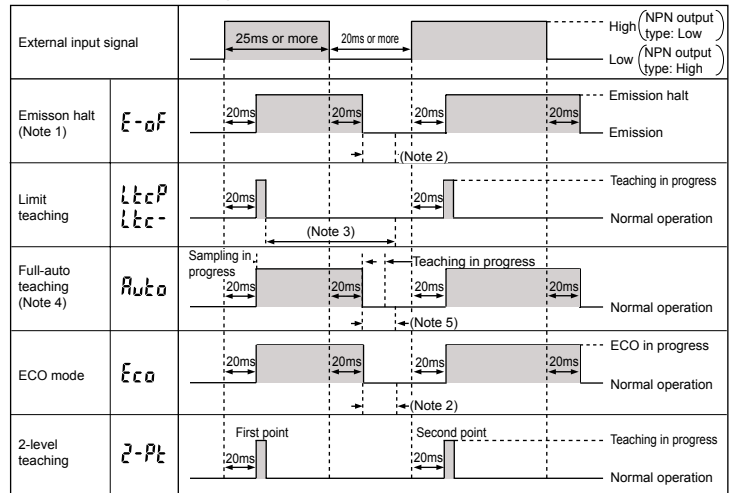 External input signal
25ms or more
20ms or more
High (NPN output type: Low)
Low (NPN output type: High)
Emisson halt
(Note 1)
E-oF
20ms
20ms
20ms
20ms
Emission halt
Emission
(Note 2)
Limit
teaching
LtcP
Ltc-
20ms
20ms
Teaching in progress
Normal operation
(Note 3)
Full-auto
teaching
(Note 4)
Auto
Sampling in
progress
Teaching in progress
20ms
20ms
20ms
20ms
Normal operation
(Note 5)
ECO mode
Eco
20ms
20ms
20ms
20ms
ECO in progress
Normal operation
(Note 2)
2-level
teaching
2-Pt
First point
Second point
20ms
20ms
Teaching in progress
Normal operation